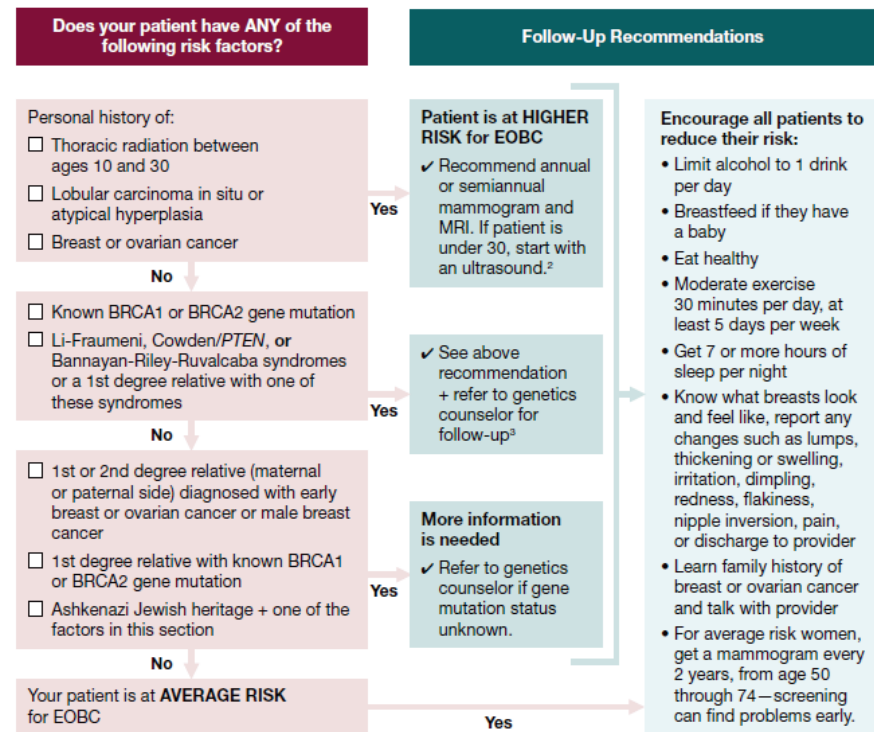 Does your patient have ANY of the
following risk factors?
Follow-Up Recommendations
Personal history of:
☐ Thoracic radiation between
ages 10 and 30
☐ Lobular carcinoma in situ or
atypical hyperplasia
☐ Breast or ovarian cancer
Yes
Patient is at HIGHER
RISK for EOBC
✓ Recommend annual
or semiannual
mammogram and
MRI. If patient is
under 30, start with
an ultrasound.²
No
☐ Known BRCA1 or BRCA2 gene mutation
☐ Li-Fraumeni, Cowden/PTEN, or
Bannayan-Riley-Ruvalcaba syndromes
or a 1st degree relative with one of
these syndromes
Yes
✓ See above
recommendation
+ refer to genetics
counselor for
follow-up³
No
☐ 1st or 2nd degree relative (maternal
or paternal side) diagnosed with early
breast or ovarian cancer or male breast
cancer
☐ 1st degree relative with known BRCA1
or BRCA2 gene mutation
☐ Ashkenazi Jewish heritage + one of the
factors in this section
Yes
More information
is needed
✓ Refer to genetics
counselor if gene
mutation status
unknown.
No
Your patient is at AVERAGE RISK
for EOBC
Yes
Encourage all patients to
reduce their risk:
• Limit alcohol to 1 drink
per day
• Breastfeed if they have
a baby
• Eat healthy
• Moderate exercise
30 minutes per day, at
least 5 days per week
• Get 7 or more hours of
sleep per night
• Know what breasts look
and feel like, report any
changes such as lumps,
thickening or swelling,
irritation, dimpling,
redness, flakiness,
nipple inversion, pain,
or discharge to provider
• Learn family history of
breast or ovarian cancer
and talk with provider
• For average risk women,
get a mammogram every
2 years, from age 50
through 74—screening
can find problems early.